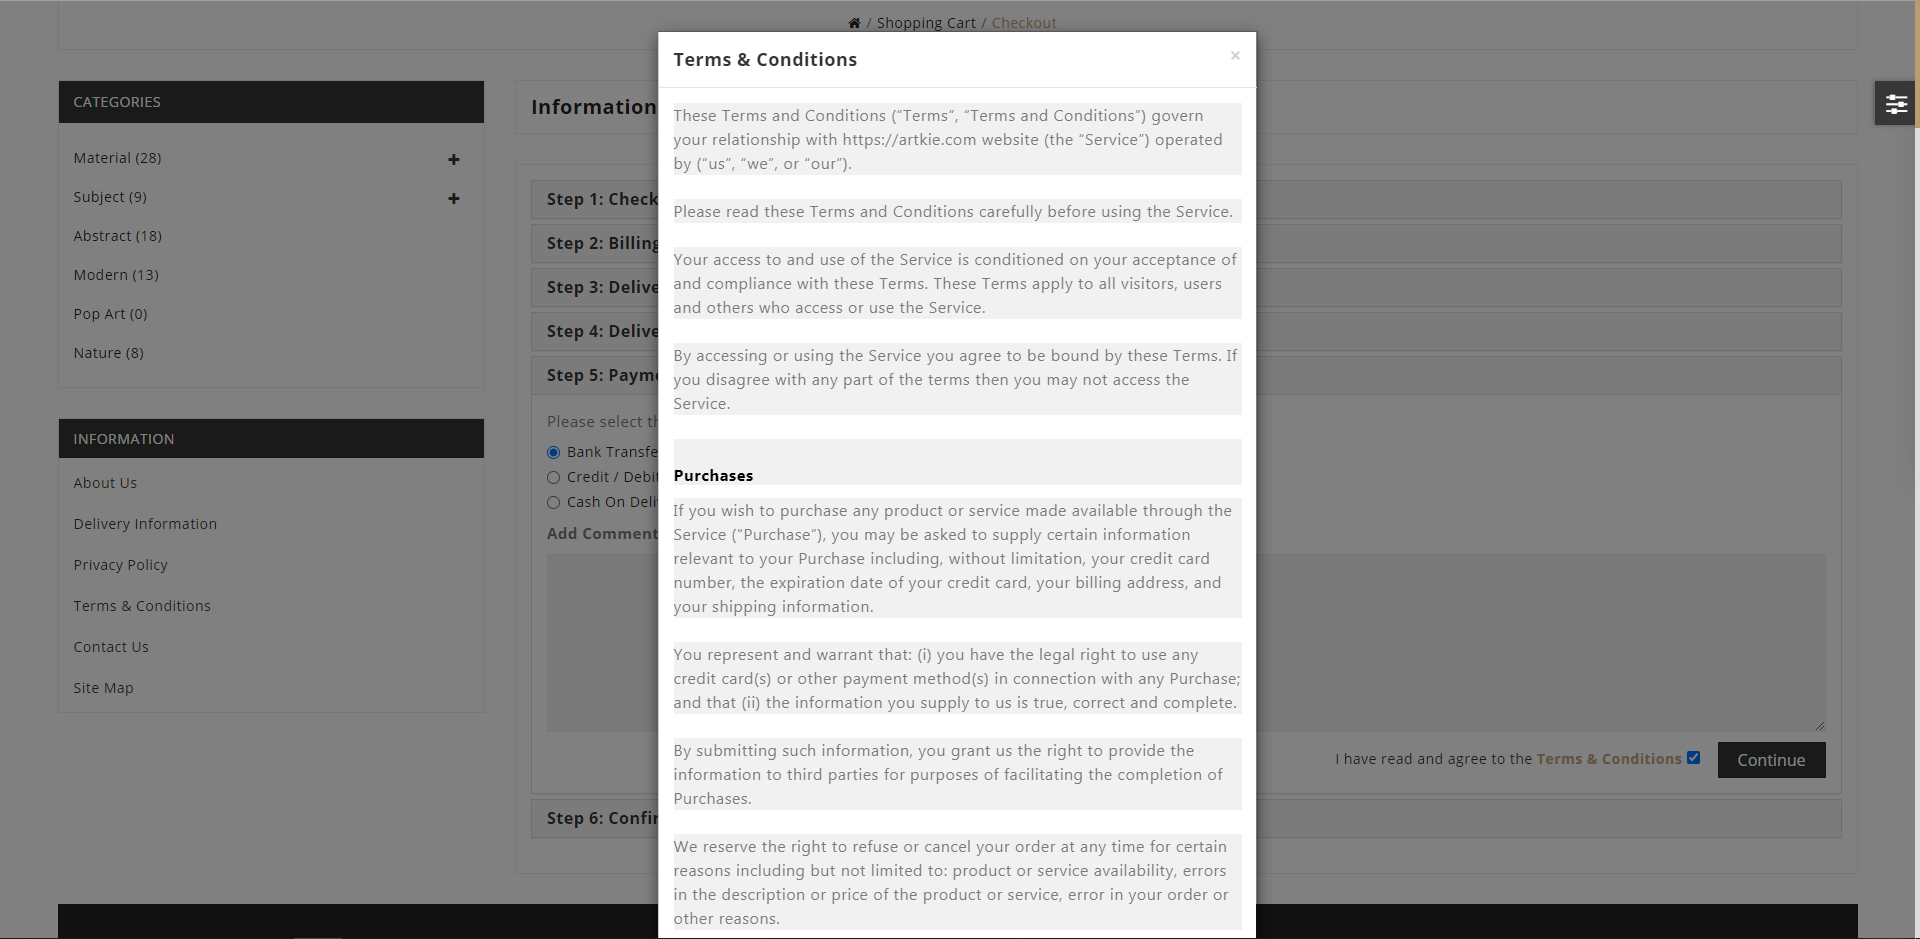 / Shopping Cart / Checkout
CATEGORIES
Material (28)
Subject (9)
Abstract (18)
Modern (13)
Pop Art (0)
Nature (8)
INFORMATION
About Us
Delivery Information
Privacy Policy
Terms & Conditions
Contact Us
Site Map
Information
Step 1: Check
Step 2: Billing
Step 3: Delive
Step 4: Delive
Step 5: Payme
Please select th
Bank Transfe
Credit / Debit
Cash On Deli
Add Comment
I have read and agree to the Terms & Conditions
Continue
Step 6: Confir
Terms & Conditions
×
These Terms and Conditions (“Terms”, “Terms and Conditions”) govern
your relationship with https://artkie.com website (the “Service”) operated
by (“us”, “we”, or “our”).
Please read these Terms and Conditions carefully before using the Service.
Your access to and use of the Service is conditioned on your acceptance of
and compliance with these Terms. These Terms apply to all visitors, users
and others who access or use the Service.
By accessing or using the Service you agree to be bound by these Terms. If
you disagree with any part of the terms then you may not access the
Service.
Purchases
If you wish to purchase any product or service made available through the
Service (“Purchase”), you may be asked to supply certain information
relevant to your Purchase including, without limitation, your credit card
number, the expiration date of your credit card, your billing address, and
your shipping information.
You represent and warrant that: (i) you have the legal right to use any
credit card(s) or other payment method(s) in connection with any Purchase;
and that (ii) the information you supply to us is true, correct and complete.
By submitting such information, you grant us the right to provide the
information to third parties for purposes of facilitating the completion of
Purchases.
We reserve the right to refuse or cancel your order at any time for certain
reasons including but not limited to: product or service availability, errors
in the description or price of the product or service, error in your order or
other reasons.